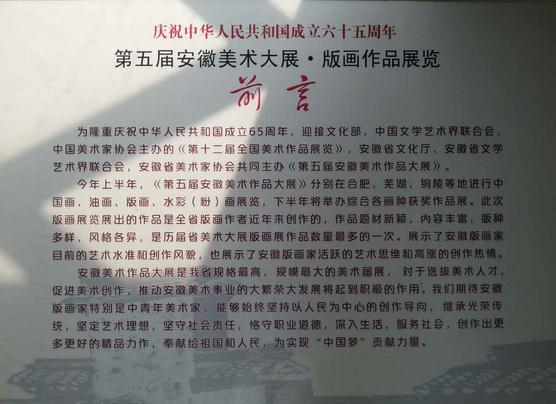 庆祝中华人民共和国成立六十五周年
第五届安徽美术大展·版画作品展览
前 言
为隆重庆祝中华人民共和国成立65周年，迎接文化部、中国文学艺术界联合会，
中国美术家协会主办的《第十二届全国美术作品展览》，安徽省文化厅、安徽省文学
艺术界联合会，安徽省美术家协会共同主办《第五届安徽美术作品大展》。
今年上半年，《第五届安徽美术作品大展》分别在合肥、芜湖、铜陵等地进行中
国画、油画、版画、水彩（粉）画展览，下半年将举办综合各画种获奖作品展。此次
版画展览展出的作品是全省版画作者近年来创作的，作品题材新颖，内容丰富，版种
多样，风格各异，是历届省美术大展版画展作品数量最多的一次。展示了安徽版画家
目前的艺术水准和创作风貌，也展示了安徽版画家活跃的艺术思维和高涨的创作热情。
安徽美术作品大展是我省规格最高、规模最大的美术届展，对于选拔美术人才，
促进美术创作，推动安徽美术事业的大繁荣大发展将起到积极的作用。我们期待安徽
版画家特别是中青年美术家，能够始终坚持以人民为中心的创作导向，继承光荣传
统，坚定艺术理想，坚守社会责任，恪守职业道德，深入生活，服务社会，创作出更
多更好的精品力作，奉献给祖国和人民，为实现“中国梦”贡献力量。